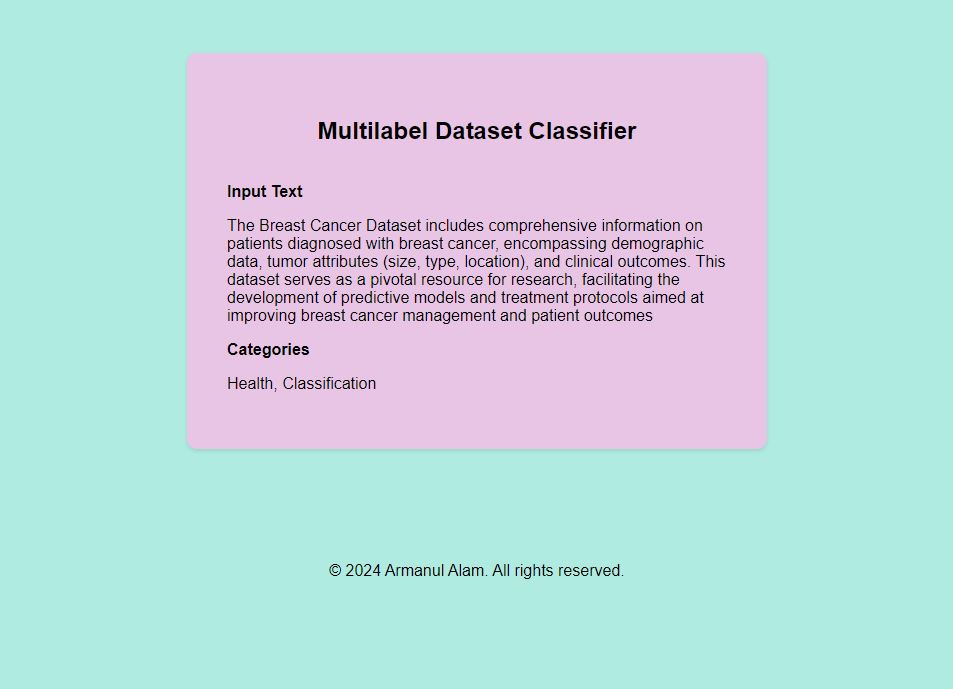 Multilabel Dataset Classifier
Input Text
The Breast Cancer Dataset includes comprehensive information on
patients diagnosed with breast cancer, encompassing demographic
data, tumor attributes (size, type, location), and clinical outcomes. This
dataset serves as a pivotal resource for research, facilitating the
development of predictive models and treatment protocols aimed at
improving breast cancer management and patient outcomes
Categories
Health, Classification
© 2024 Armanul Alam. All rights reserved.